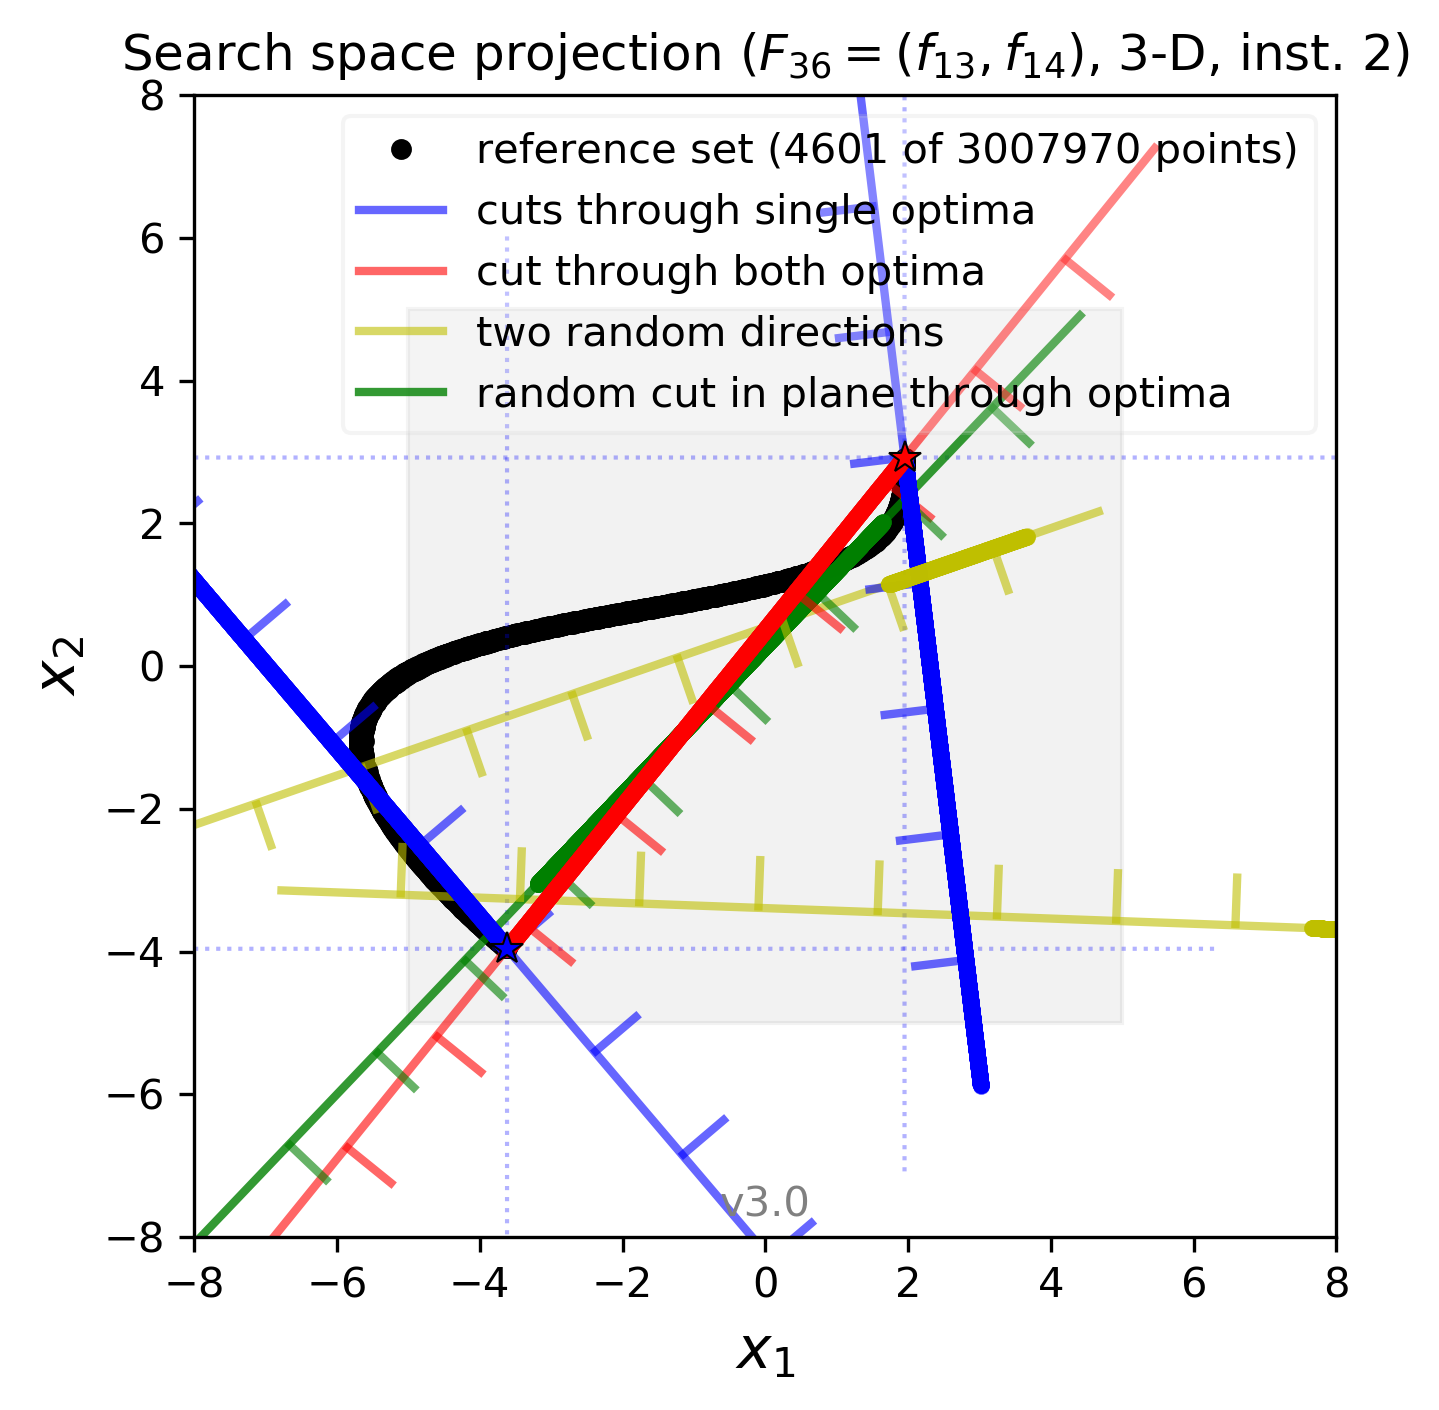 Search space projection (F36 = (f13, f14), 3-D, inst. 2)
reference set (4601 of 3007970 points)
cuts through single optima
cut through both optima
two random directions
random cut in plane through optima
8
6
4
2
0
−2
−4
−6
−8
x2
v3.0
−8 −6 −4 −2 0 2 4 6 8
x1